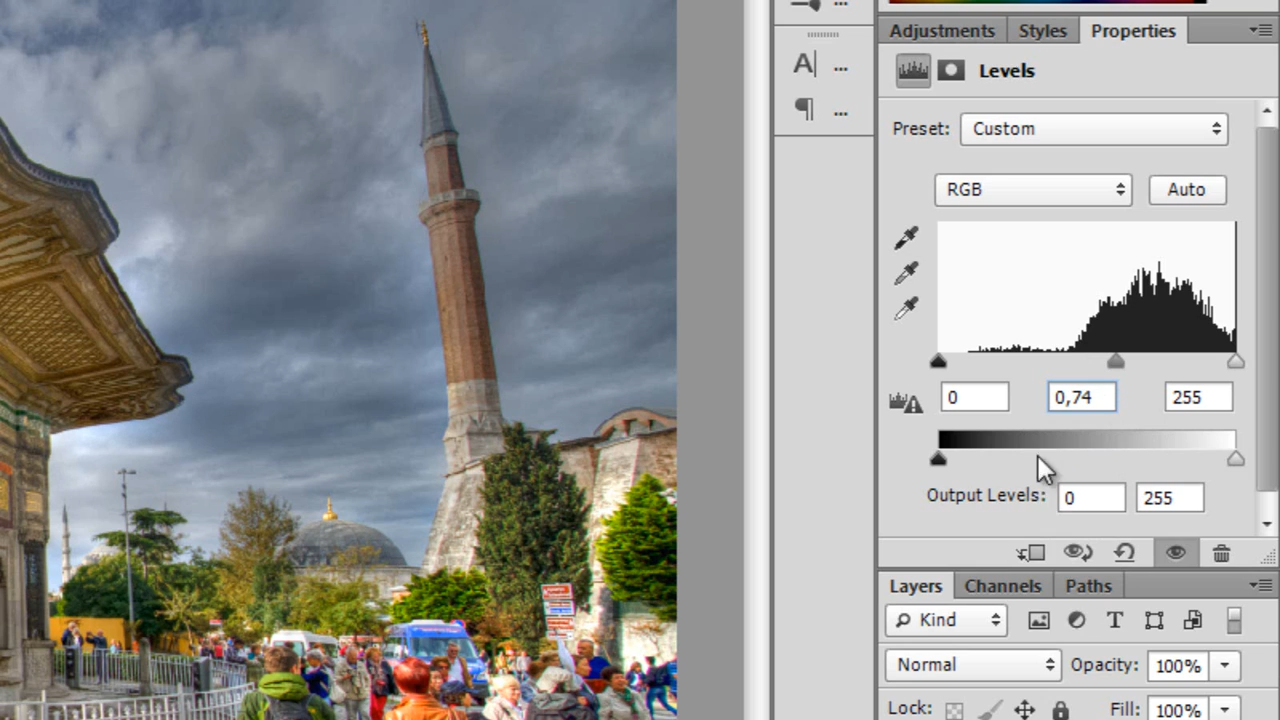 Adjustments Styles Properties
Levels
A ...
...
Preset: Custom
RGB Auto
0 0,74 255
Output Levels: 0 255
Layers Channels Paths
Kind T
Normal Opacity: 100%
Lock: Fill: 100%